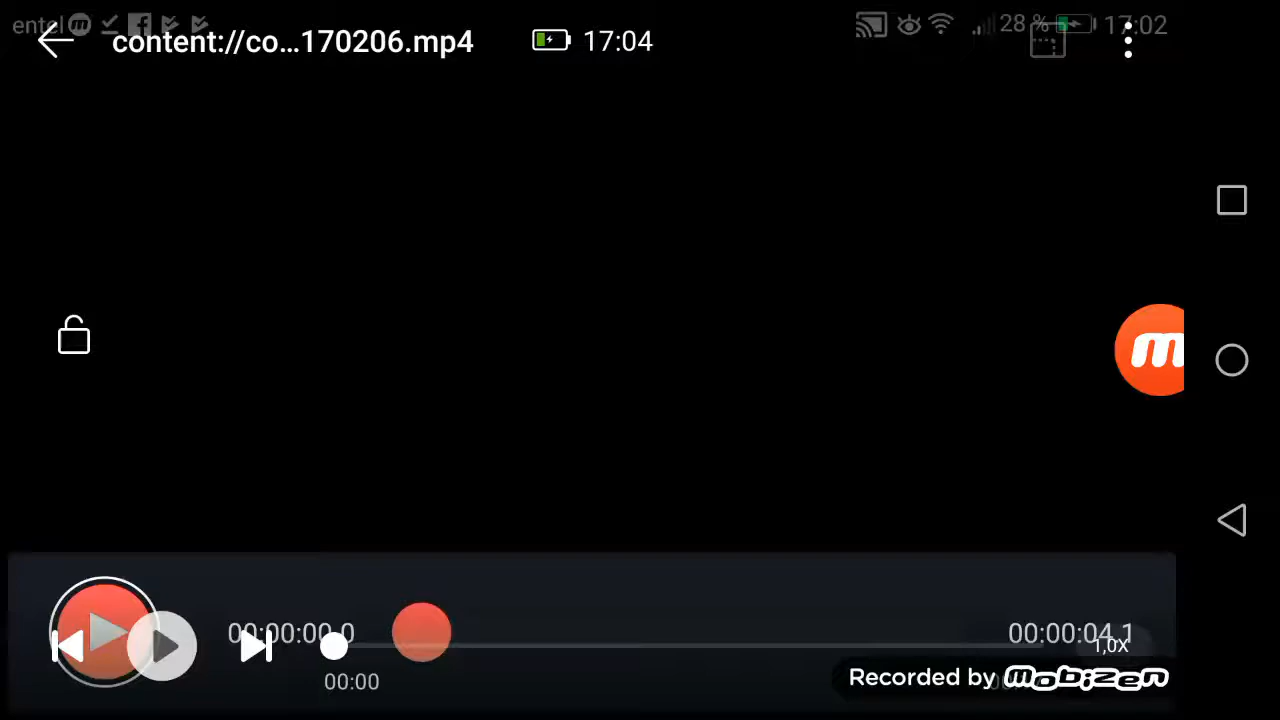 entel 28 % 17:02
content://co...170206.mp4 17:04
m
00:00:00.0 00:00:04.1
1,0X
00:00
Recorded by mobizen